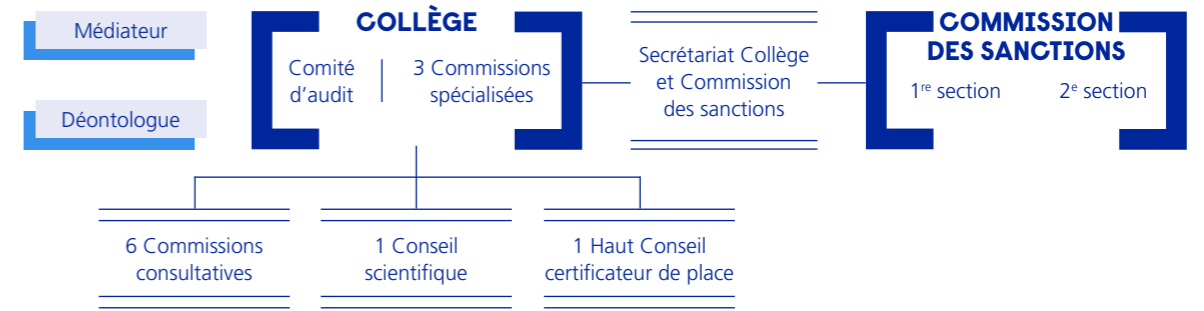 Médiateur
Déontologue
COLLÈGE
Comité
d’audit
3 Commissions
spécialisées
Secrétariat Collège
et Commission
des sanctions
COMMISSION
DES SANCTIONS
1re section
2e section
6 Commissions
consultatives
1 Conseil
scientifique
1 Haut Conseil
certificateur de place